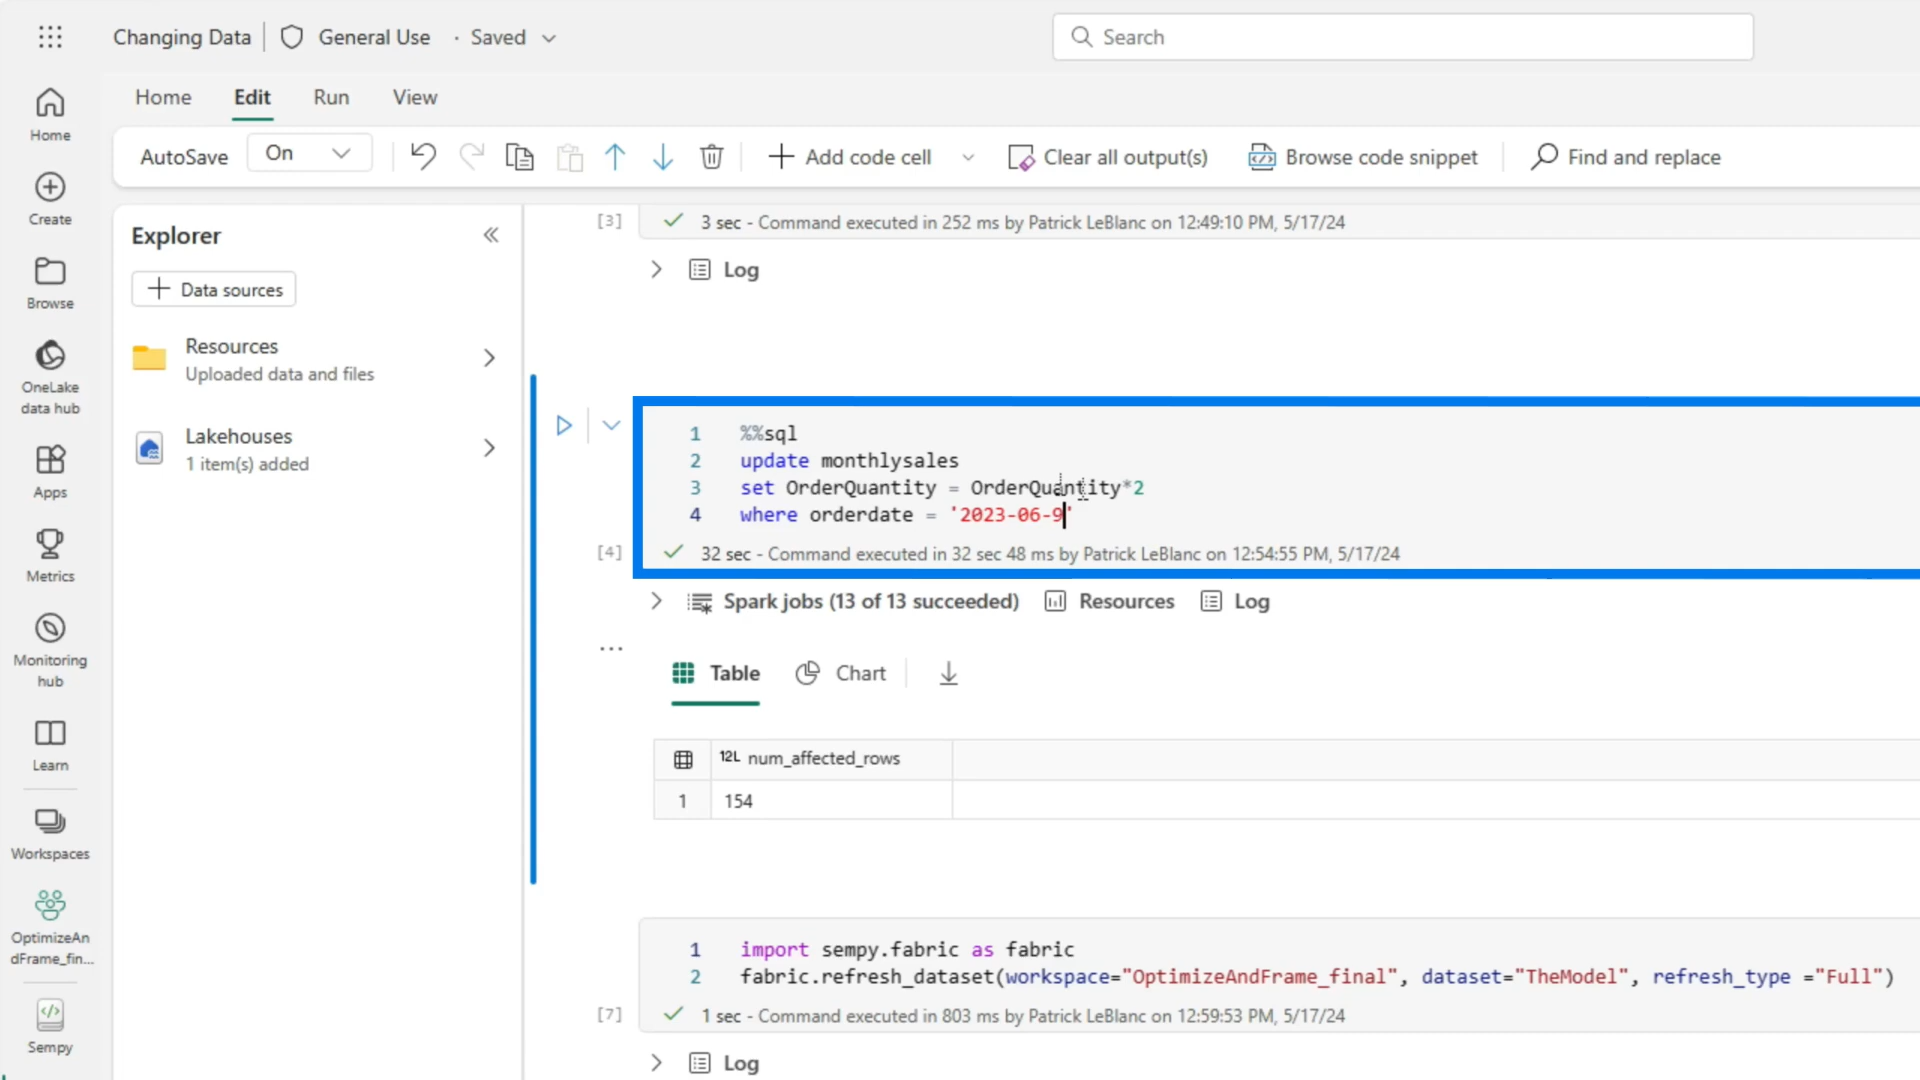 Changing Data
General Use
· Saved
Search
Home
Edit
Run
View
AutoSave
On
Add code cell
Clear all output(s)
Browse code snippet
Find and replace
Home
Create
Browse
OneLake
data hub
Apps
Metrics
Monitoring
hub
Learn
Workspaces
OptimizeAn
dFrame_fin...
Sempy
Explorer
Data sources
Resources
Uploaded data and files
Lakehouses
1 item(s) added
[3]
3 sec - Command executed in 252 ms by Patrick LeBlanc on 12:49:10 PM, 5/17/24
Log
1 %%sql
2 update monthlysales
3 set OrderQuantity = OrderQuantity*2
4 where orderdate = '2023-06-9'
[4]
32 sec - Command executed in 32 sec 48 ms by Patrick LeBlanc on 12:54:55 PM, 5/17/24
Spark jobs (13 of 13 succeeded)
Resources
Log
...
Table
Chart
12L num_affected_rows
1 154
1 import sempy.fabric as fabric
2 fabric.refresh_dataset(workspace="OptimizeAndFrame_final", dataset="TheModel", refresh_type ="Full")
[7]
1 sec - Command executed in 803 ms by Patrick LeBlanc on 12:59:53 PM, 5/17/24
Log